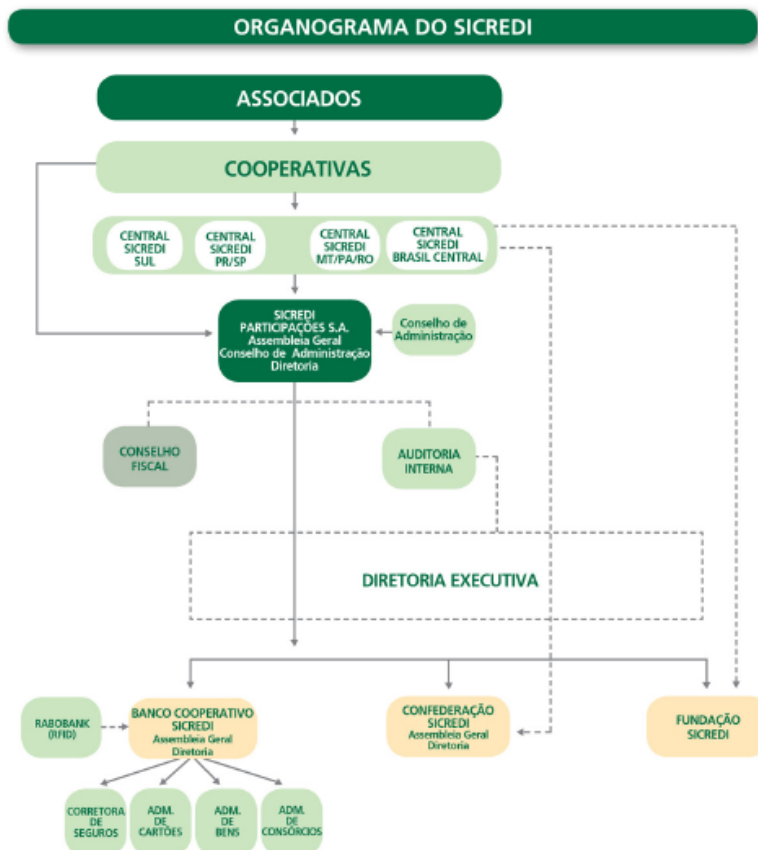 ORGANOGRAMA DO SICREDI
ASSOCIADOS
COOPERATIVAS
CENTRAL
SICREDI
SUL
CENTRAL
SICREDI
PR/SP
CENTRAL
SICREDI
MT/PA/RO
CENTRAL
SICREDI
BRASIL CENTRAL
SICREDI
PARTICIPAÇÕES S.A.
Assembleia Geral
Conselho de Administração
Diretoria
Conselho de
Administração
CONSELHO
FISCAL
AUDITORIA
INTERNA
DIRETORIA EXECUTIVA
RABOBANK
(RFID)
BANCO COOPERATIVO
SICREDI
Assembleia Geral
Diretoria
CONFEDERAÇÃO
SICREDI
Assembleia Geral
Diretoria
FUNDAÇÃO
SICREDI
CORRETORA
DE
SEGUROS
ADM.
DE
CARTÕES
ADM.
DE
BENS
ADM.
DE
CONSÓRCIOS